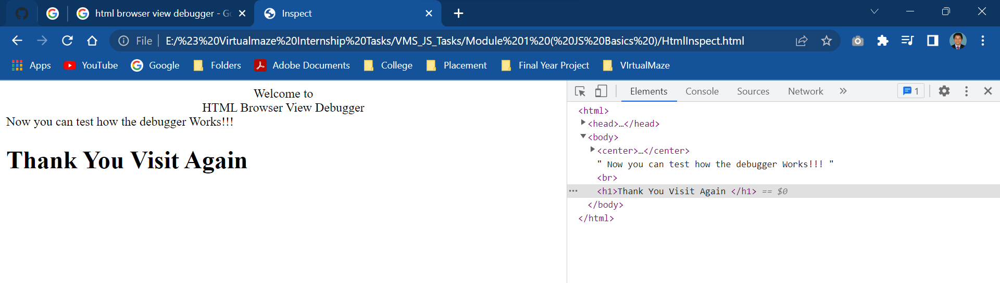 html browser view debugger - Go
Inspect
File
E:/%23%20Virtualmaze%20Internship%20Tasks/VMS_JS_Tasks/Module%201%20(%20JS%20Basics%20)/HtmlInspect.html
Apps YouTube Google Folders Adobe Documents College Placement Final Year Project VIrtualMaze
Welcome to
HTML Browser View Debugger
Now you can test how the debugger Works!!!
Thank You Visit Again
Elements Console Sources Network » 1
<html>
<head>…</head>
<body>
<center>…</center>
" Now you can test how the debugger Works!!! "
<br>
<h1>Thank You Visit Again </h1> == $0
</body>
</html>